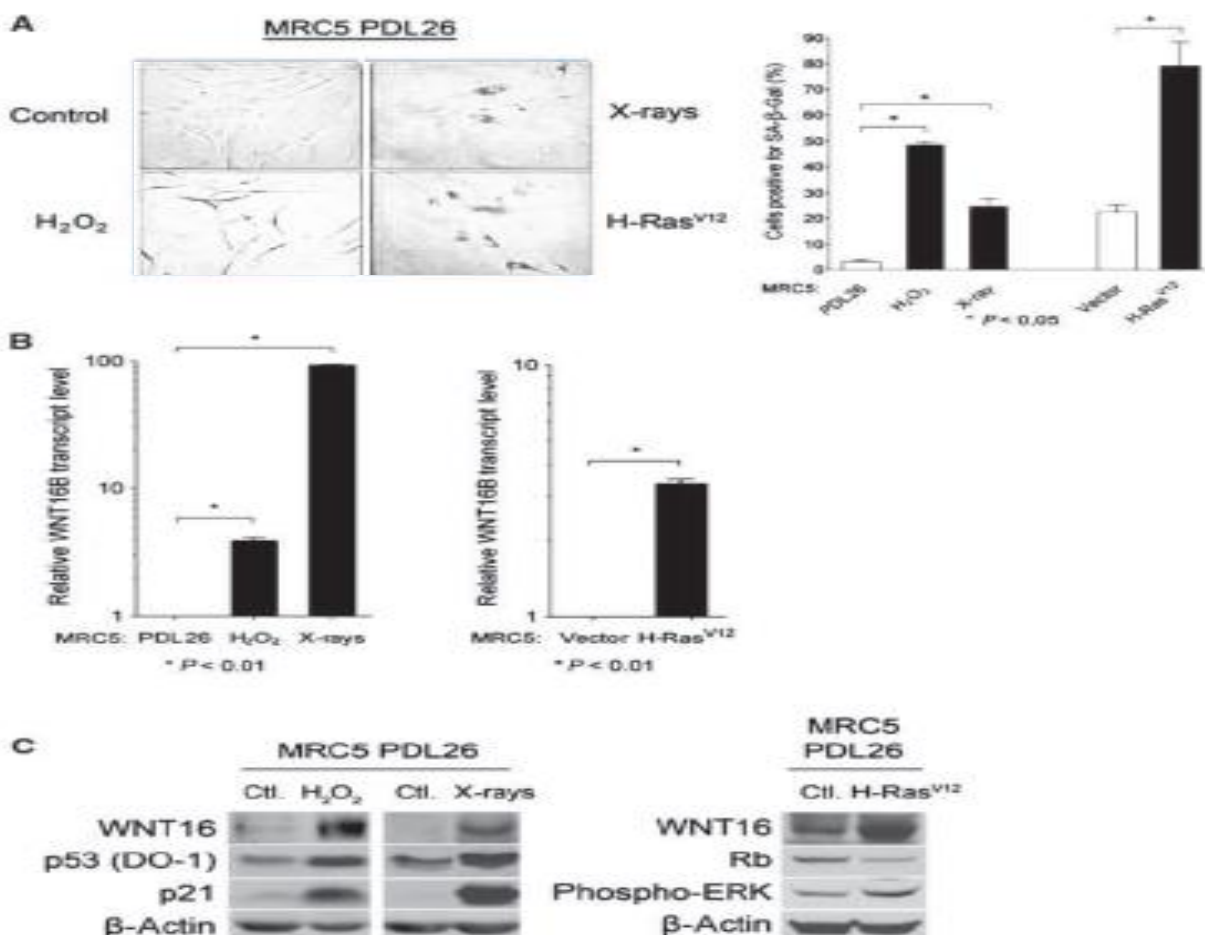 A
MRC5 PDL26
Control
X-rays
H₂O₂
H-Rasⱽ¹²
Cells positive for SA-β-Gal (%)
90
80
70
60
50
40
30
20
10
0
* * *
MRC5: PDL26 H₂O₂ X-ray Vector H-Rasⱽ¹²
* P < 0,05
B
Relative WNT16B transcript level
100
10
1
* *
MRC5: PDL26 H₂O₂ X-rays
* P < 0.01
Relative WNT16B transcript level
10
1
*
MRC5: Vector H-Rasⱽ¹²
* P < 0.01
C
MRC5 PDL26
Ctl. H₂O₂ Ctl. X-rays
WNT16
p53 (DO-1)
p21
β-Actin
MRC5
PDL26
Ctl. H-Rasⱽ¹²
WNT16
Rb
Phospho-ERK
β-Actin